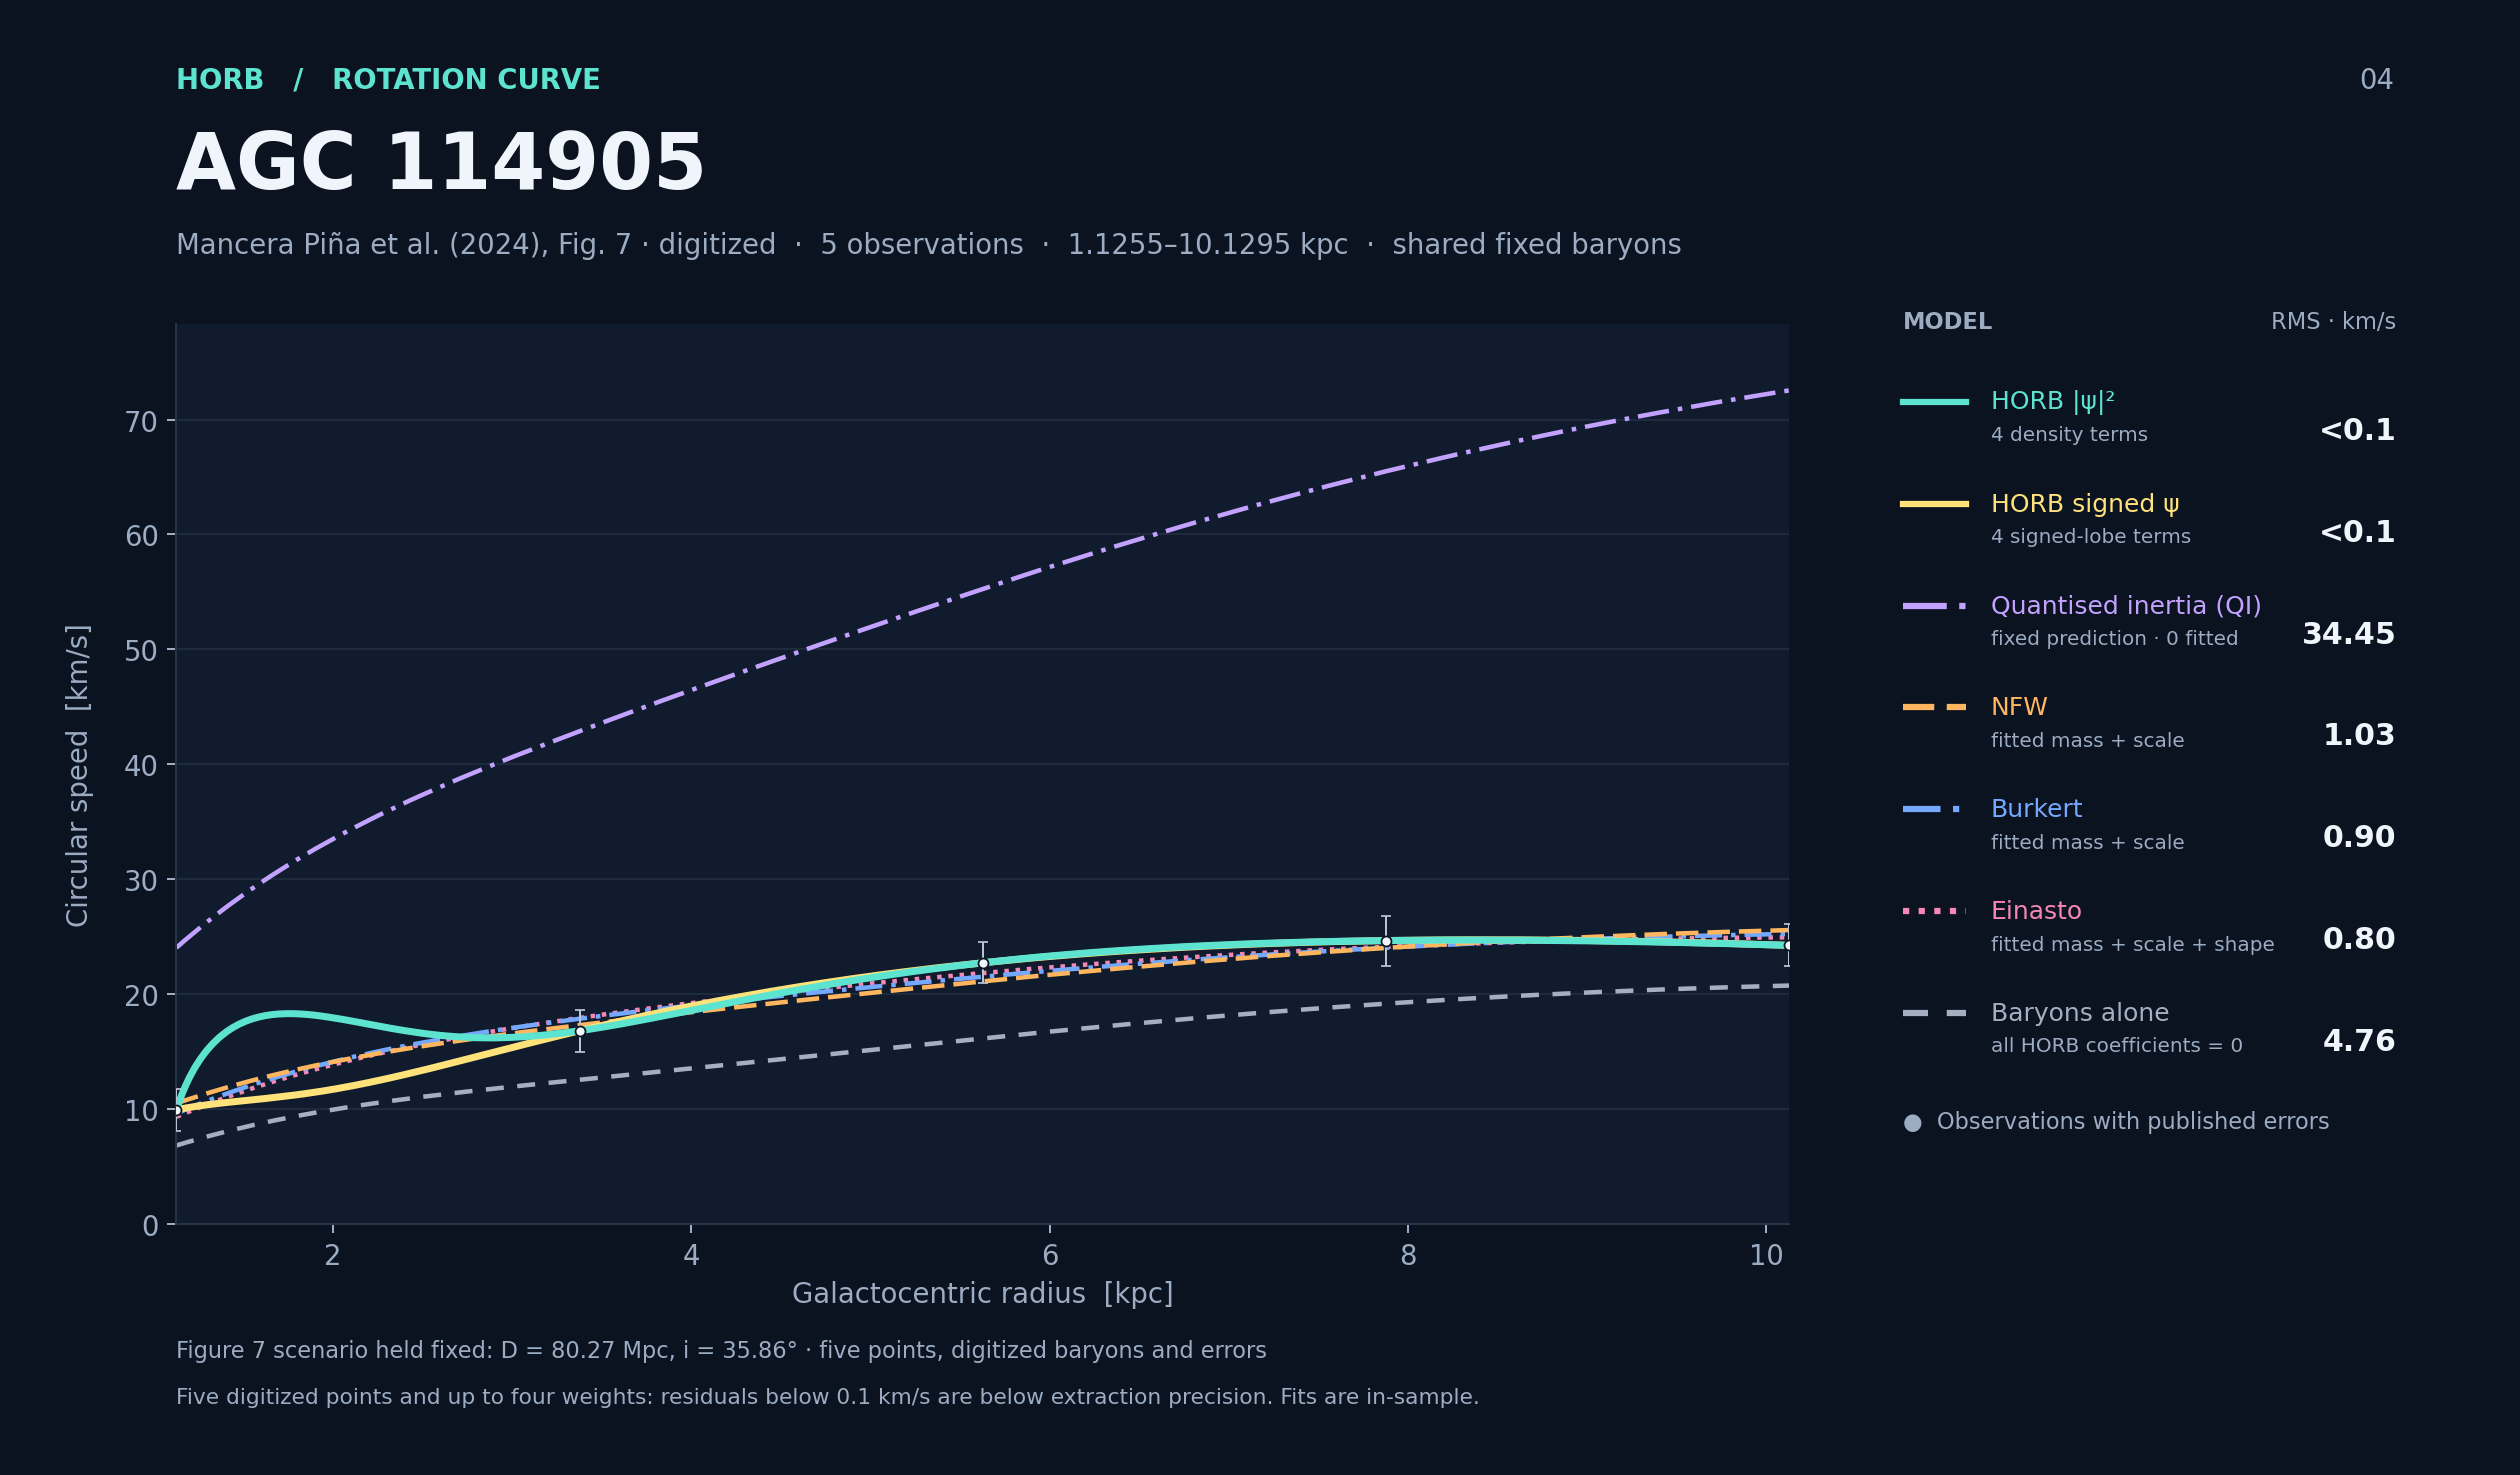 HORB / ROTATION CURVE
04
AGC 114905
Mancera Piña et al. (2024), Fig. 7 · digitized · 5 observations · 1.1255–10.1295 kpc · shared fixed baryons
MODEL RMS · km/s
HORB |ψ|²
4 density terms
<0.1
HORB signed ψ
4 signed-lobe terms
<0.1
Quantised inertia (QI)
fixed prediction · 0 fitted
34.45
NFW
fitted mass + scale
1.03
Burkert
fitted mass + scale
0.90
Einasto
fitted mass + scale + shape
0.80
Baryons alone
all HORB coefficients = 0
4.76
Observations with published errors
Circular speed [km/s]
70
60
50
40
30
20
10
0
2 4 6 8 10
Galactocentric radius [kpc]
Figure 7 scenario held fixed: D = 80.27 Mpc, i = 35.86° · five points, digitized baryons and errors
Five digitized points and up to four weights: residuals below 0.1 km/s are below extraction precision. Fits are in-sample.